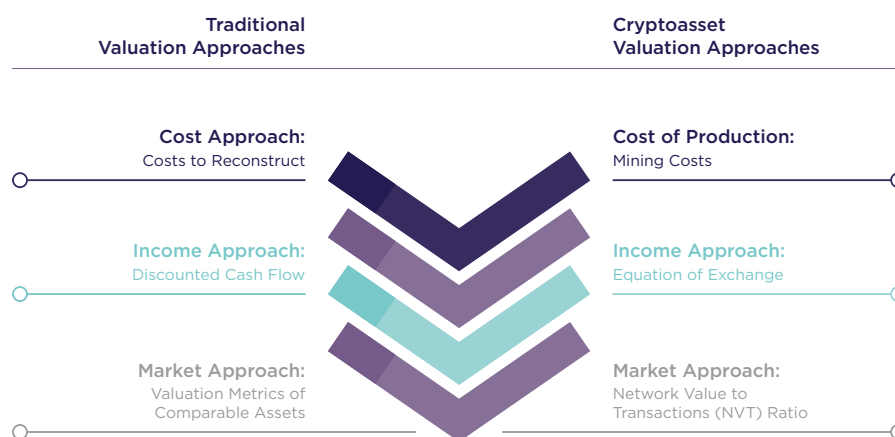 Traditional
Valuation Approaches
Cryptoasset
Valuation Approaches
Cost Approach:
Costs to Reconstruct
Cost of Production:
Mining Costs
Income Approach:
Discounted Cash Flow
Income Approach:
Equation of Exchange
Market Approach:
Valuation Metrics of
Comparable Assets
Market Approach:
Network Value to
Transactions (NVT) Ratio